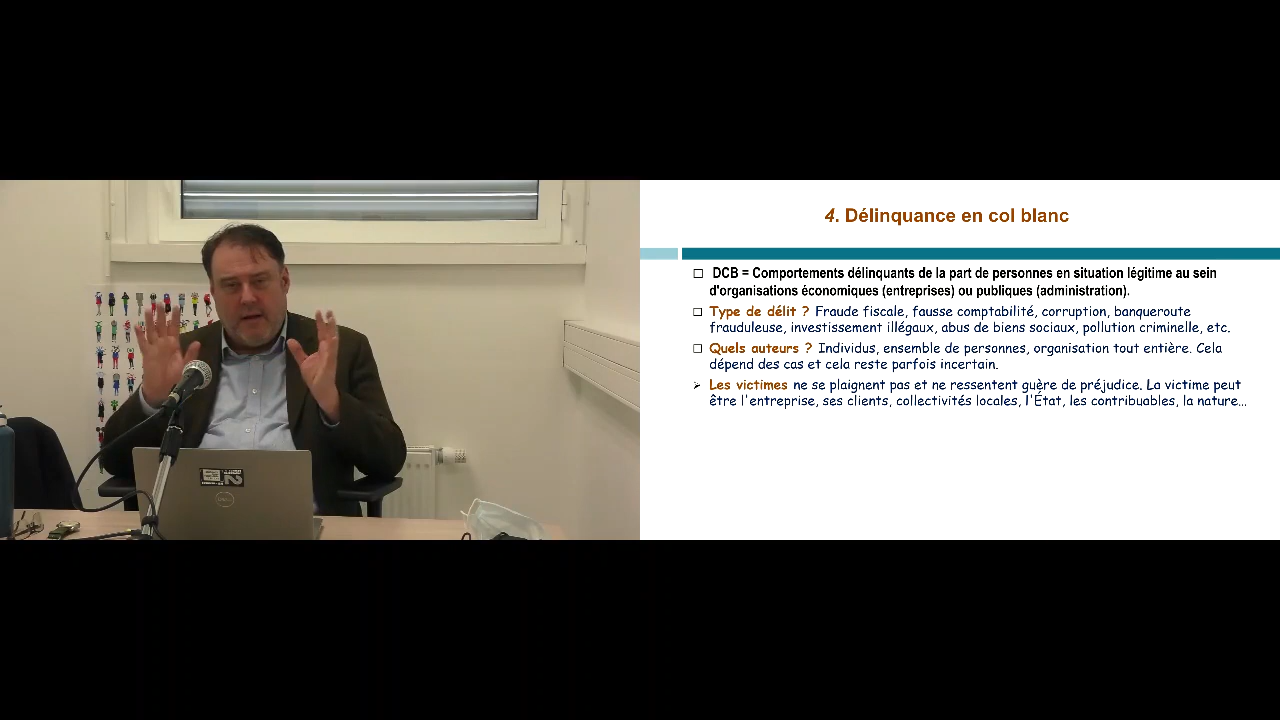 4. Délinquance en col blanc
DCB = Comportements délinquants de la part de personnes en situation légitime au sein
d'organisations économiques (entreprises) ou publiques (administration).
Type de délit ? Fraude fiscale, fausse comptabilité, corruption, banqueroute
frauduleuse, investissement illégaux, abus de biens sociaux, pollution criminelle, etc.
Quels auteurs ? Individus, ensemble de personnes, organisation tout entière. Cela
dépend des cas et cela reste parfois incertain.
Les victimes ne se plaignent pas et ne ressentent guère de préjudice. La victime peut
être l'entreprise, ses clients, collectivités locales, l'État, les contribuables, la nature…
DELL